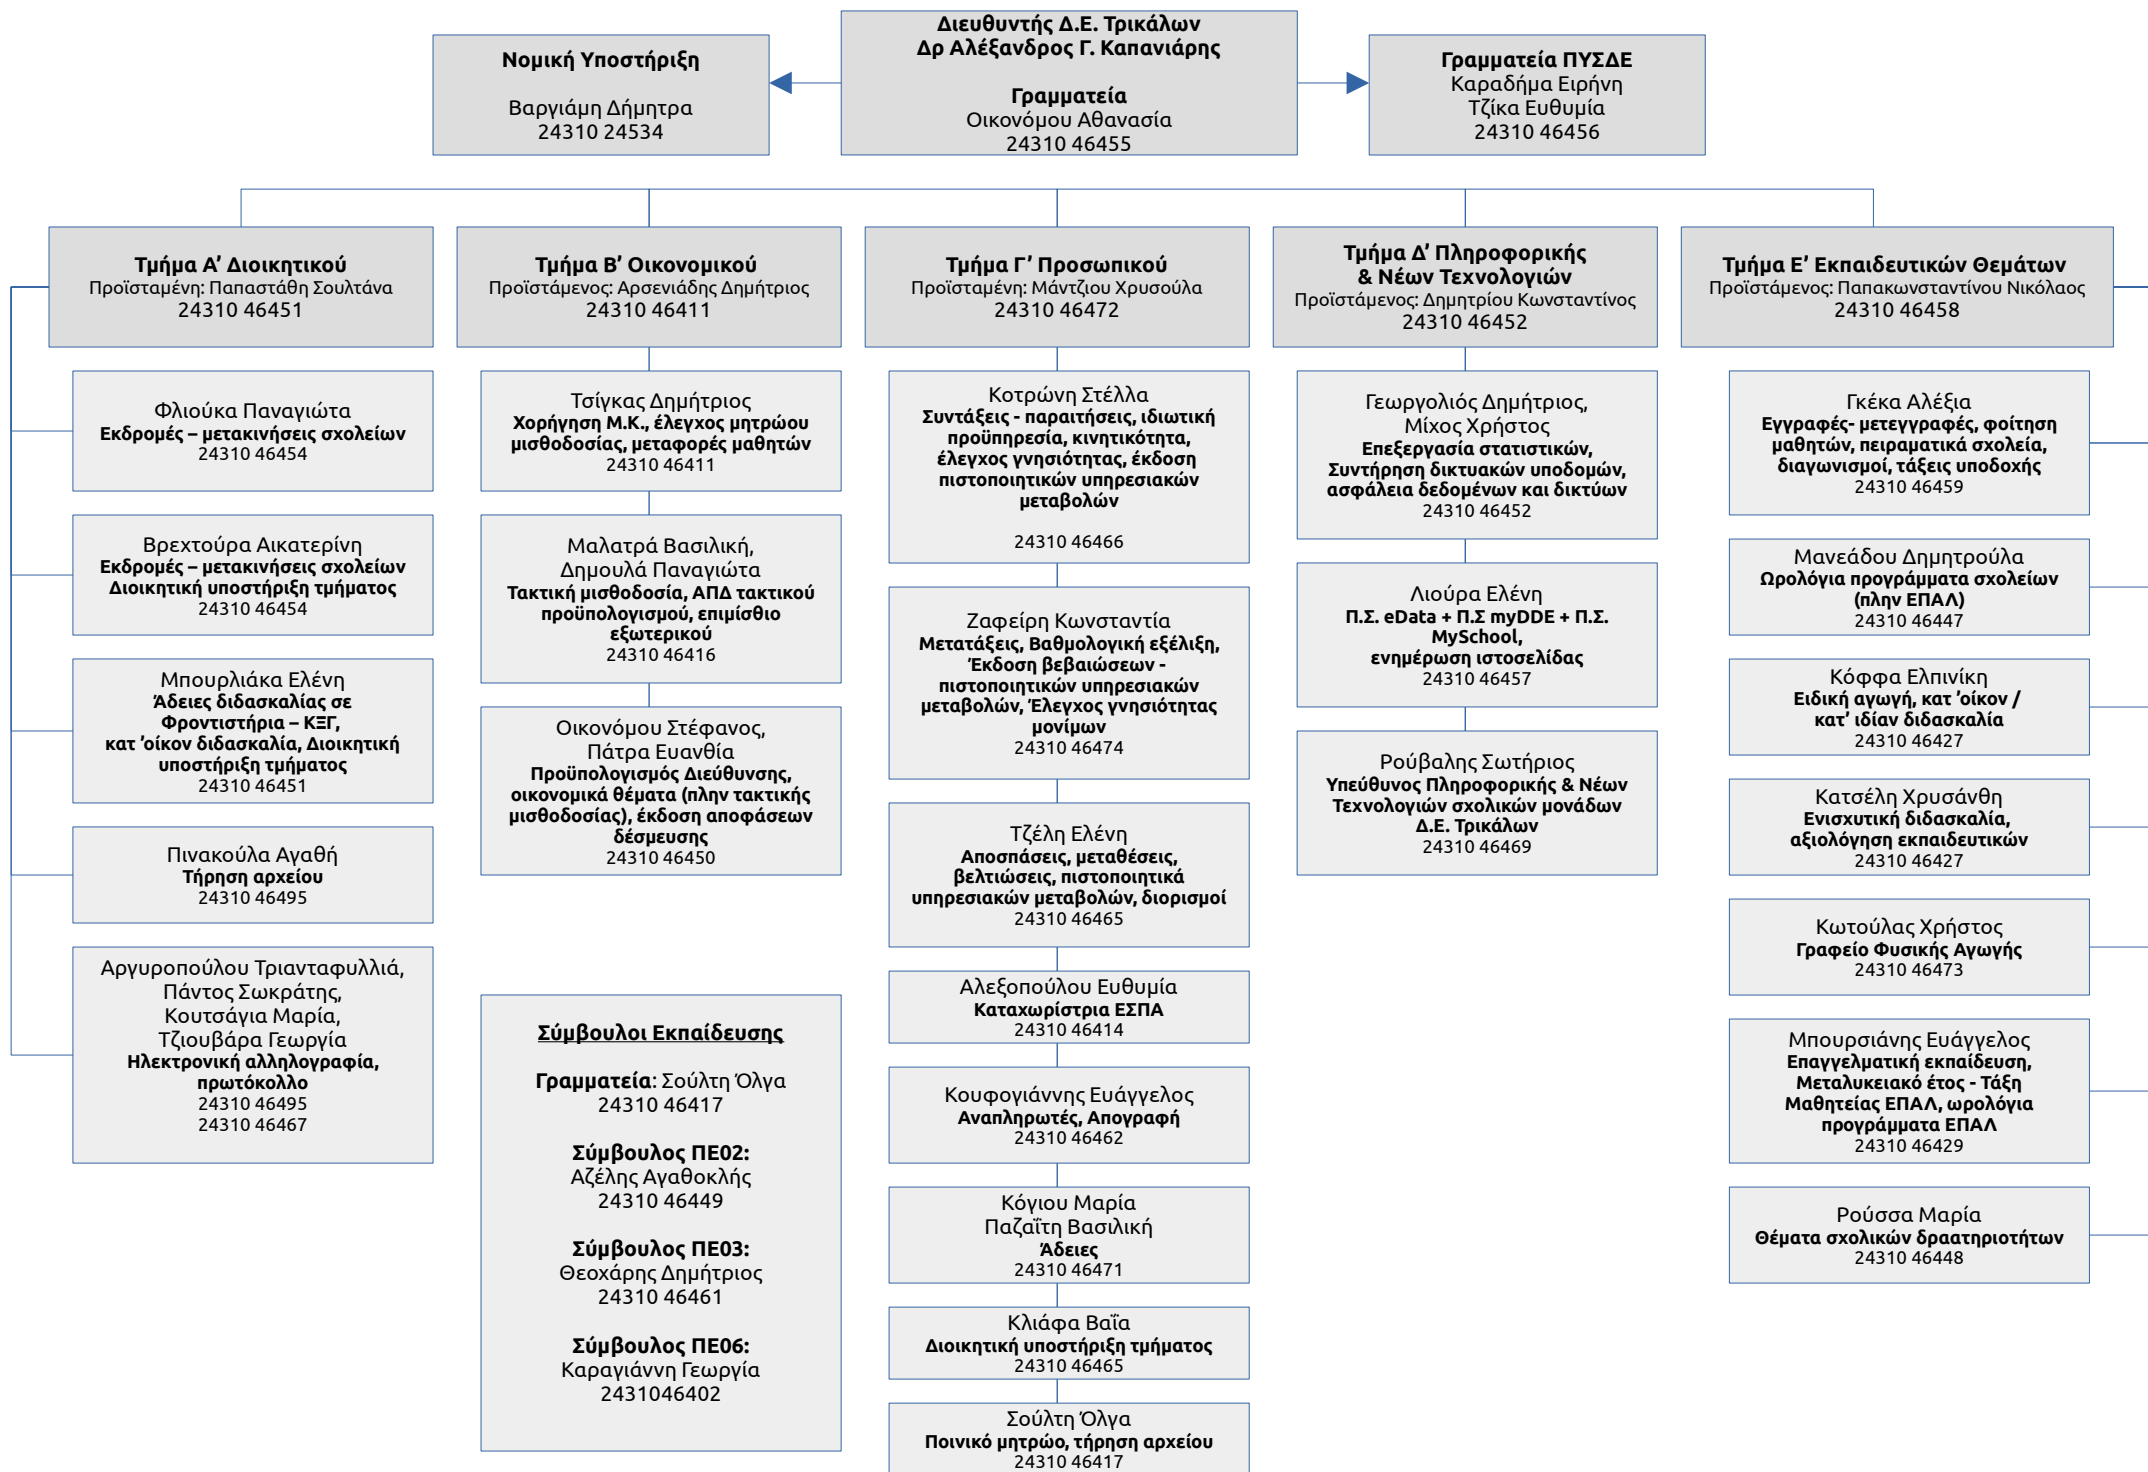 Διευθυντής Δ.Ε. Τρικάλων
Δρ Αλέξανδρος Γ. Καπανιάρης
Γραμματεία
Οικονόμου Αθανασία
24310 46455
Νομική Υποστήριξη
Βαργιάμη Δήμητρα
24310 24534
Γραμματεία ΠΥΣΔΕ
Καραδήμα Ειρήνη
Τζίκα Ευθυμία
24310 46456
Τμήμα Α’ Διοικητικού
Προϊσταμένη: Παπαστάθη Σουλτάνα
24310 46451
Φλιούκα Παναγιώτα
Εκδρομές – μετακινήσεις σχολείων
24310 46454
Βρεχτούρα Αικατερίνη
Εκδρομές – μετακινήσεις σχολείων
Διοικητική υποστήριξη τμήματος
24310 46454
Μπουρλιάκα Ελένη
Άδειες διδασκαλίας σε
Φροντιστήρια – ΚΞΓ,
κατ ’οίκον διδασκαλία, Διοικητική
υποστήριξη τμήματος
24310 46451
Πινακούλα Αγαθή
Τήρηση αρχείου
24310 46495
Αργυροπούλου Τριανταφυλλιά,
Πάντος Σωκράτης,
Κουτσάγια Μαρία,
Τζιουβάρα Γεωργία
Ηλεκτρονική αλληλογραφία,
πρωτόκολλο
24310 46495
24310 46467
Τμήμα Β’ Οικονομικού
Προϊστάμενος: Αρσενιάδης Δημήτριος
24310 46411
Τσίγκας Δημήτριος
Χορήγηση Μ.Κ., έλεγχος μητρώου
μισθοδοσίας, μεταφορές μαθητών
24310 46411
Μαλατρά Βασιλική,
Δημουλά Παναγιώτα
Τακτική μισθοδοσία, ΑΠΔ τακτικού
προϋπολογισμού, επιμίσθιο
εξωτερικού
24310 46416
Οικονόμου Στέφανος,
Πάτρα Ευανθία
Προϋπολογισμός Διεύθυνσης,
οικονομικά θέματα (πλην τακτικής
μισθοδοσίας), έκδοση αποφάσεων
δέσμευσης
24310 46450
Σύμβουλοι Εκπαίδευσης
Γραμματεία: Σούλτη Όλγα
24310 46417
Σύμβουλος ΠΕ02:
Αζέλης Αγαθοκλής
24310 46449
Σύμβουλος ΠΕ03:
Θεοχάρης Δημήτριος
24310 46461
Σύμβουλος ΠΕ06:
Καραγιάννη Γεωργία
2431046402
Τμήμα Γ’ Προσωπικού
Προϊσταμένη: Μάντζιου Χρυσούλα
24310 46472
Κοτρώνη Στέλλα
Συντάξεις - παραιτήσεις, ιδιωτική
προϋπηρεσία, κινητικότητα,
έλεγχος γνησιότητας, έκδοση
πιστοποιητικών υπηρεσιακών
μεταβολών
24310 46466
Ζαφείρη Κωνσταντία
Μετατάξεις, Βαθμολογική εξέλιξη,
Έκδοση βεβαιώσεων -
πιστοποιητικών υπηρεσιακών
μεταβολών, Έλεγχος γνησιότητας
μονίμων
24310 46474
Τζέλη Ελένη
Αποσπάσεις, μεταθέσεις,
βελτιώσεις, πιστοποιητικά
υπηρεσιακών μεταβολών, διορισμοί
24310 46465
Αλεξοπούλου Ευθυμία
Καταχωρίστρια ΕΣΠΑ
24310 46414
Κουφογιάννης Ευάγγελος
Αναπληρωτές, Απογραφή
24310 46462
Κόγιου Μαρία
Παζαΐτη Βασιλική
Άδειες
24310 46471
Κλιάφα Βαΐα
Διοικητική υποστήριξη τμήματος
24310 46465
Σούλτη Όλγα
Ποινικό μητρώο, τήρηση αρχείου
24310 46417
Τμήμα Δ’ Πληροφορικής
& Νέων Τεχνολογιών
Προϊστάμενος: Δημητρίου Κωνσταντίνος
24310 46452
Γεωργολιός Δημήτριος,
Μίχος Χρήστος
Επεξεργασία στατιστικών,
Συντήρηση δικτυακών υποδομών,
ασφάλεια δεδομένων και δικτύων
24310 46452
Λιούρα Ελένη
Π.Σ. eData + Π.Σ myDDE + Π.Σ.
MySchool,
ενημέρωση ιστοσελίδας
24310 46457
Ρούβαλης Σωτήριος
Υπεύθυνος Πληροφορικής & Νέων
Τεχνολογιών σχολικών μονάδων
Δ.Ε. Τρικάλων
24310 46469
Τμήμα Ε’ Εκπαιδευτικών Θεμάτων
Προϊστάμενος: Παπακωνσταντίνου Νικόλαος
24310 46458
Γκέκα Αλέξια
Εγγραφές- μετεγγραφές, φοίτηση
μαθητών, πειραματικά σχολεία,
διαγωνισμοί, τάξεις υποδοχής
24310 46459
Μανεάδου Δημητρούλα
Ωρολόγια προγράμματα σχολείων
(πλην ΕΠΑΛ)
24310 46447
Κόφφα Ελπινίκη
Ειδική αγωγή, κατ ’οίκον /
κατ’ ιδίαν διδασκαλία
24310 46427
Κατσέλη Χρυσάνθη
Ενισχυτική διδασκαλία,
αξιολόγηση εκπαιδευτικών
24310 46427
Κωτούλας Χρήστος
Γραφείο Φυσικής Αγωγής
24310 46473
Μπουρσιάνης Ευάγγελος
Επαγγελματική εκπαίδευση,
Μεταλυκειακό έτος - Τάξη
Μαθητείας ΕΠΑΛ, ωρολόγια
προγράμματα ΕΠΑΛ
24310 46429
Ρούσσα Μαρία
Θέματα σχολικών δραατηριοτήτων
24310 46448